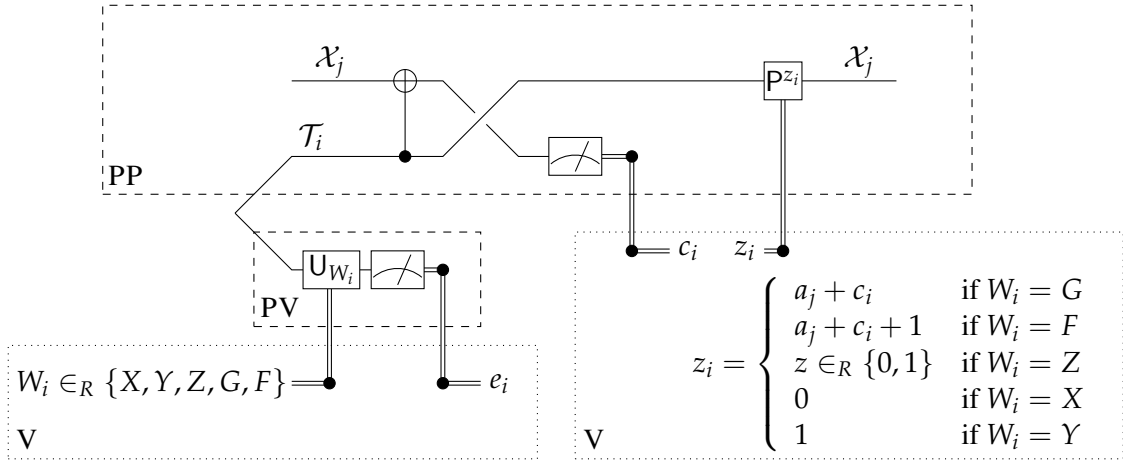 𝒳_j 𝒳_j
P^{z_i}
𝒯_i
PP
c_i z_i
U_{W_i}
PV
z_i = { a_j + c_i if W_i = G
a_j + c_i + 1 if W_i = F
z ∈_R {0, 1} if W_i = Z
0 if W_i = X
1 if W_i = Y
W_i ∈_R {X, Y, Z, G, F} e_i
V V